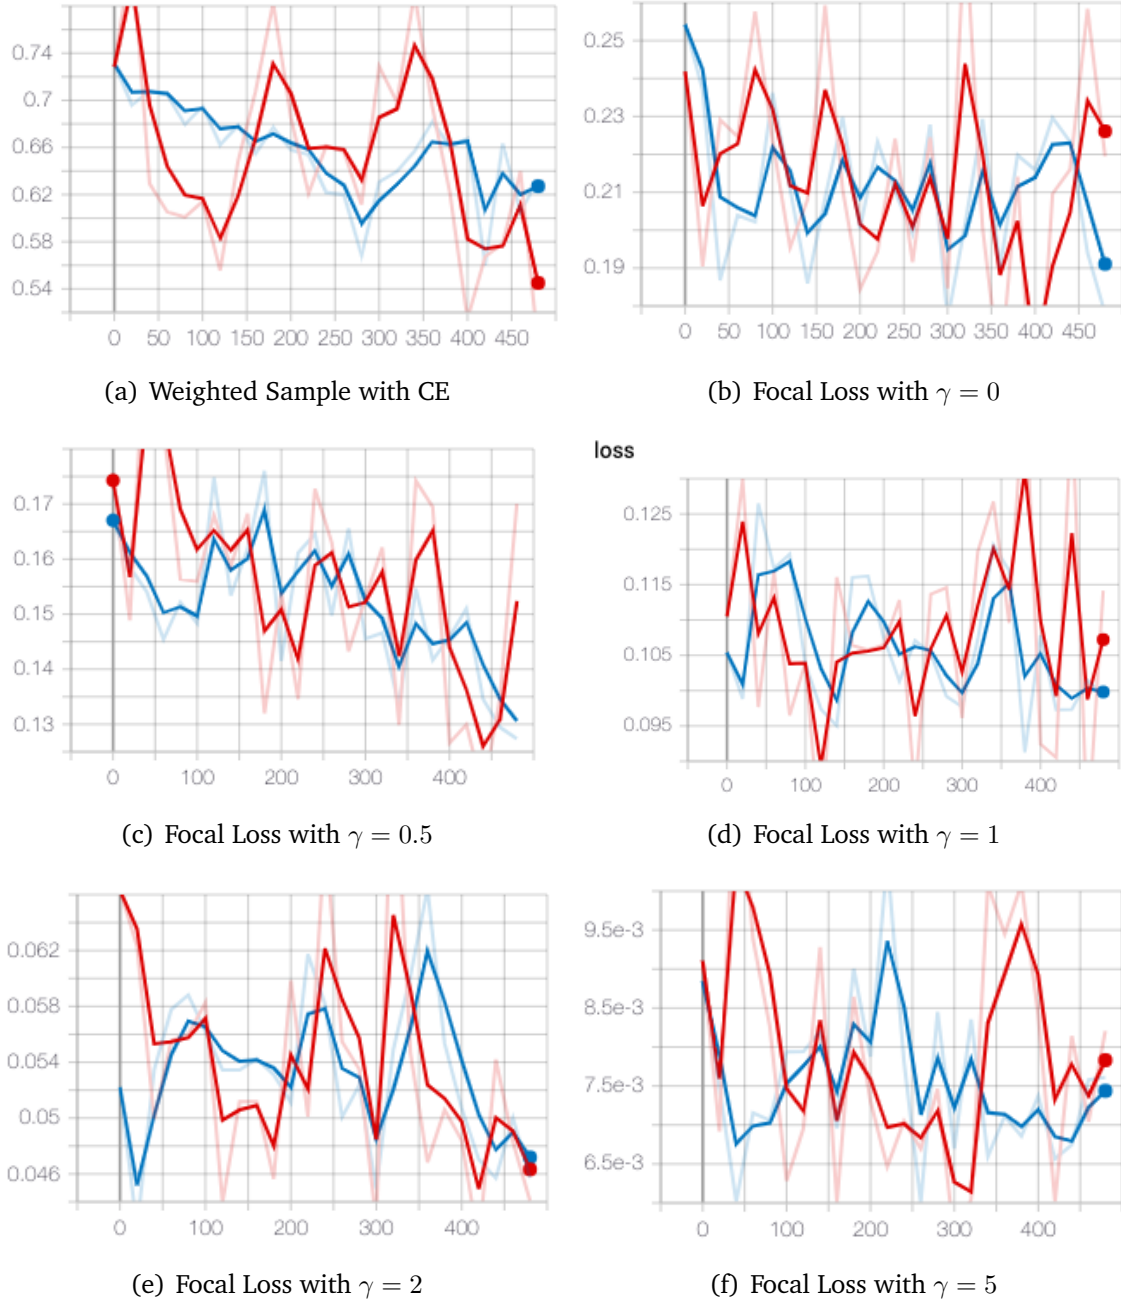 0.74
0.7
0.66
0.62
0.58
0.54
0 50 100 150 200 250 300 350 400 450
(a) Weighted Sample with CE
0.25
0.23
0.21
0.19
0 50 100 150 200 250 300 350 400 450
(b) Focal Loss with γ = 0
0.17
0.16
0.15
0.14
0.13
0 100 200 300 400
(c) Focal Loss with γ = 0.5
loss
0.125
0.115
0.105
0.095
0 100 200 300 400
(d) Focal Loss with γ = 1
0.062
0.058
0.054
0.05
0.046
0 100 200 300 400
(e) Focal Loss with γ = 2
9.5e-3
8.5e-3
7.5e-3
6.5e-3
0 100 200 300 400
(f) Focal Loss with γ = 5